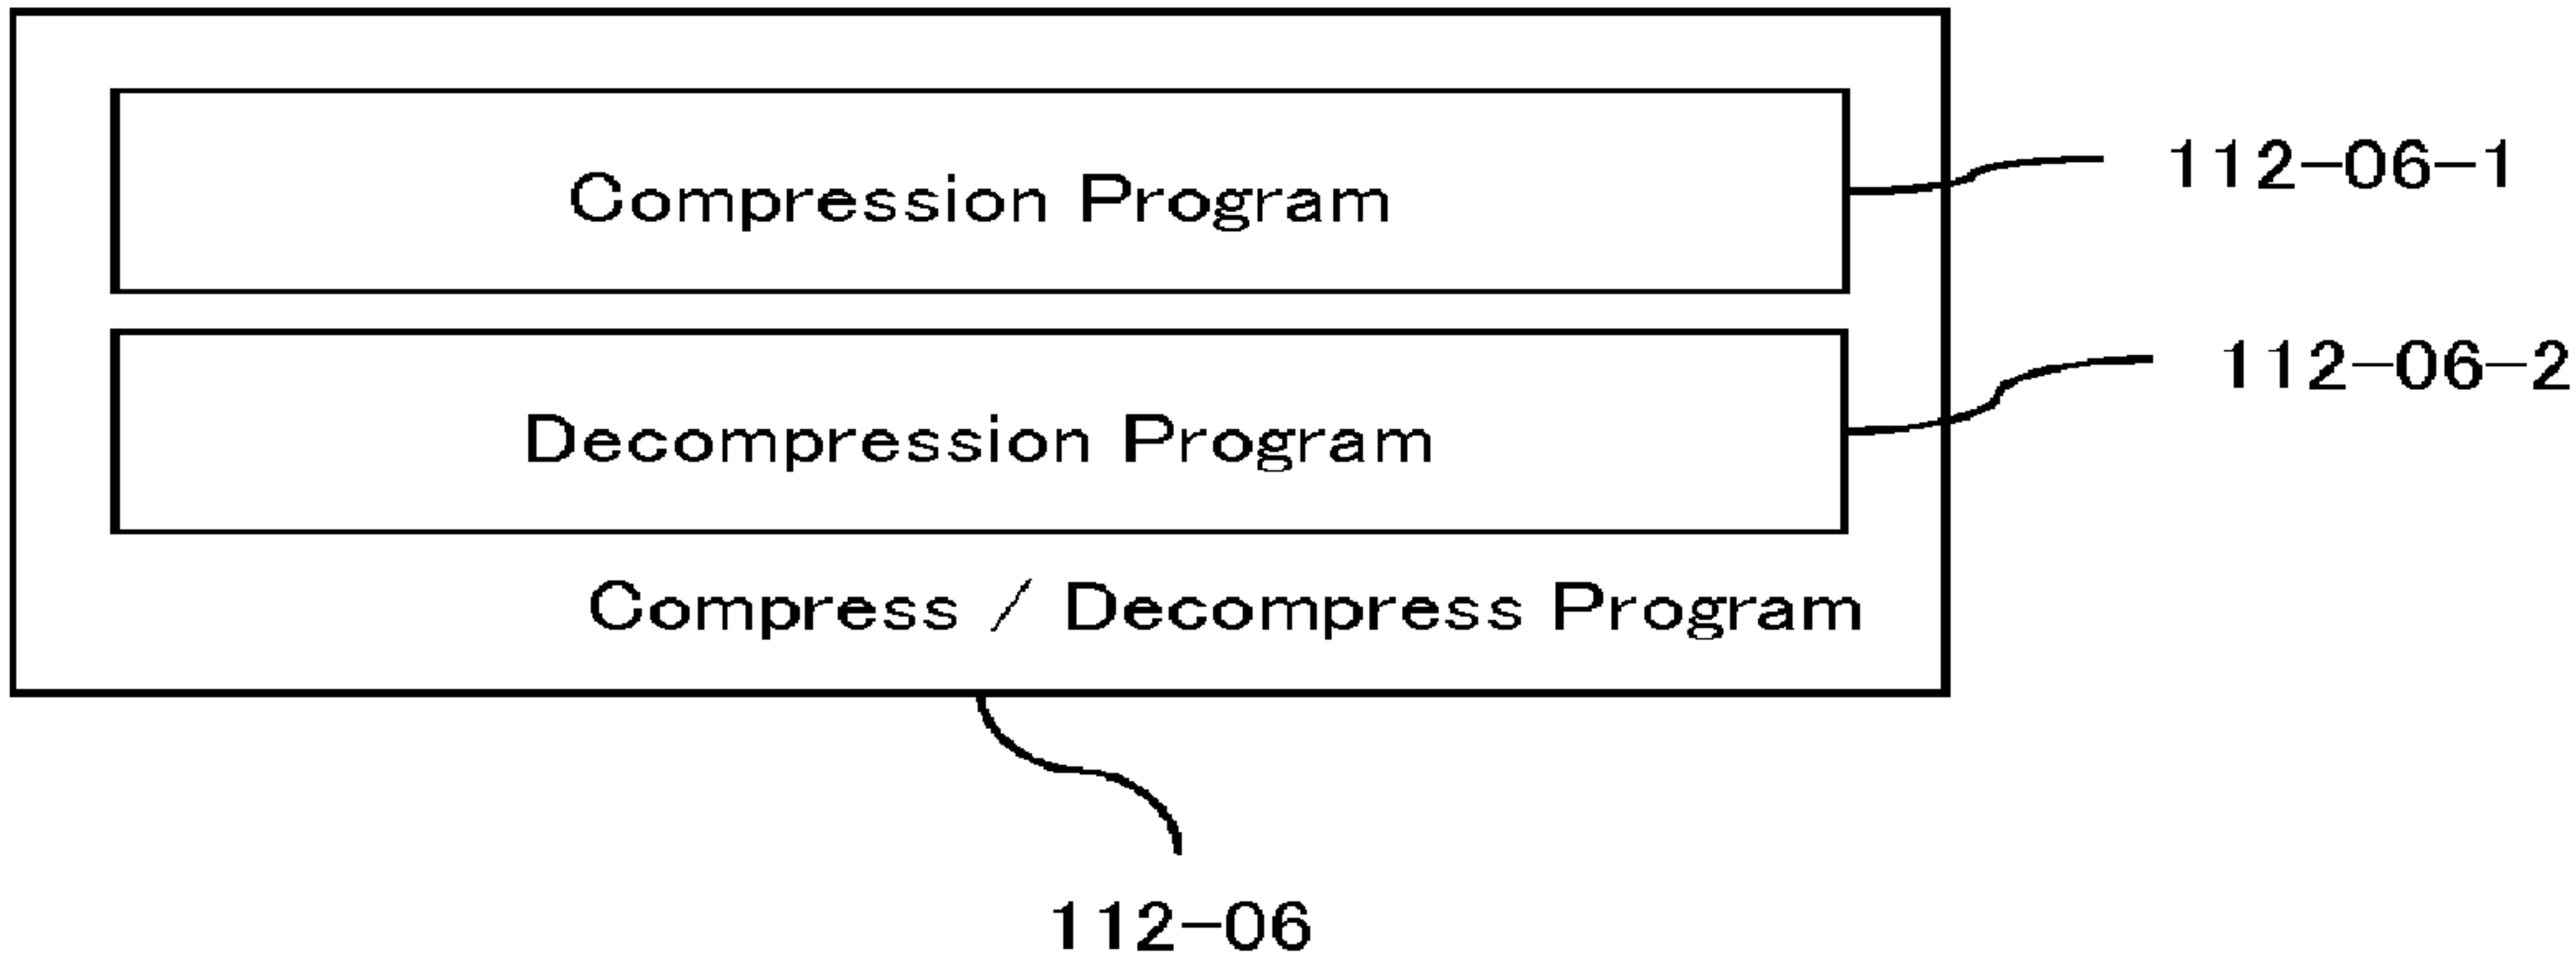 Compression Program
112-06-1
Decompression Program
112-06-2
Compress / Decompress Program
112-06